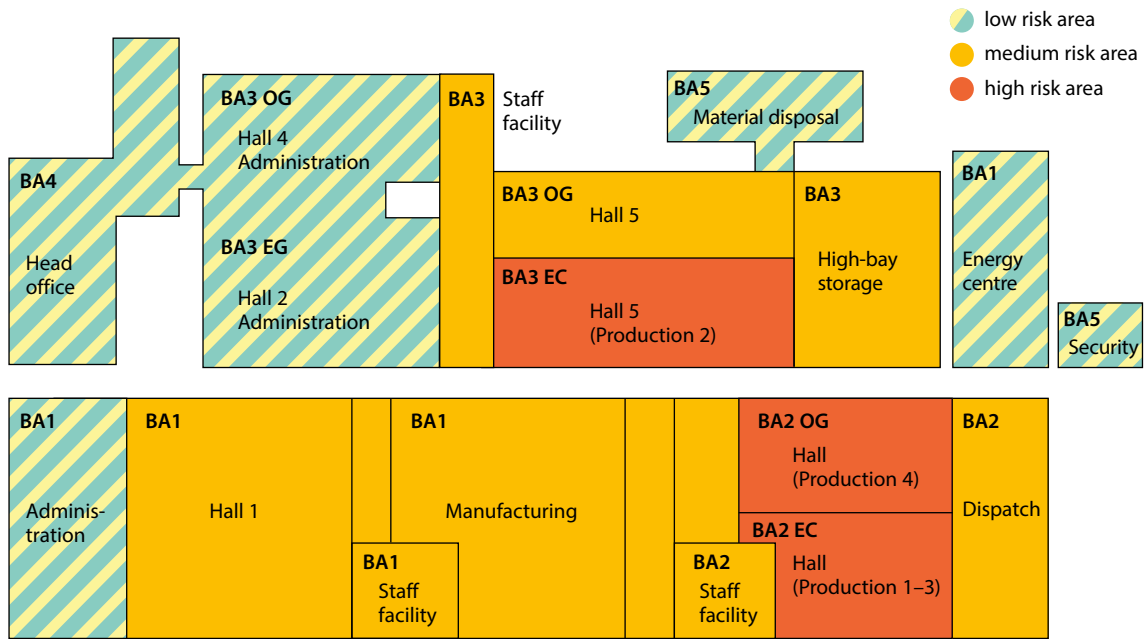 low risk area
medium risk area
high risk area
BA3 OG
Hall 4
Administration
BA3
Staff
facility
BA5
Material disposal
BA4
Head
office
BA3 EG
Hall 2
Administration
BA3 OG
Hall 5
BA3 EC
Hall 5
(Production 2)
BA3
High-bay
storage
BA1
Energy
centre
BA5
Security
BA1
Adminis-
tration
BA1
Hall 1
BA1
Manufacturing
BA1
Staff
facility
BA2
Staff
facility
BA2 OG
Hall
(Production 4)
BA2 EC
Hall
(Production 1–3)
BA2
Dispatch